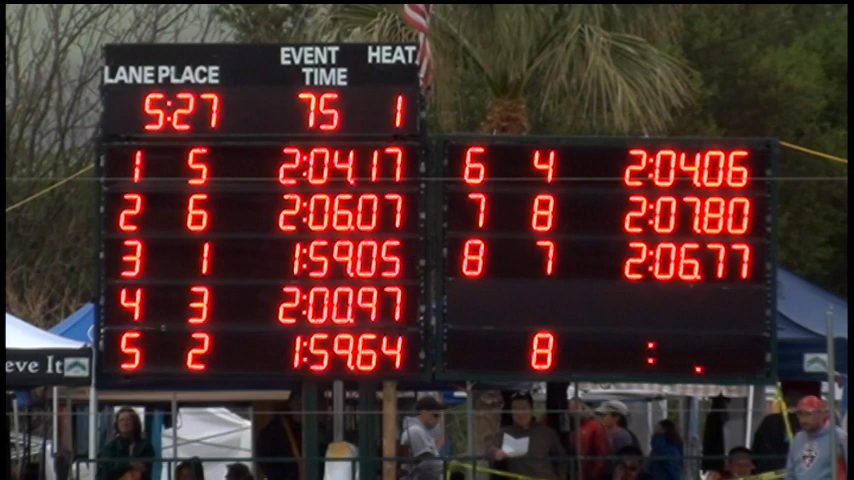 LANE PLACE EVENT TIME HEAT
5:27 75 1
1 5 2:04.17
2 6 2:06.07
3 1 1:59.05
4 3 2:00.97
5 2 1:59.64
6 4 2:04.06
7 8 2:07.80
8 7 2:06.77
8 : .
eve It